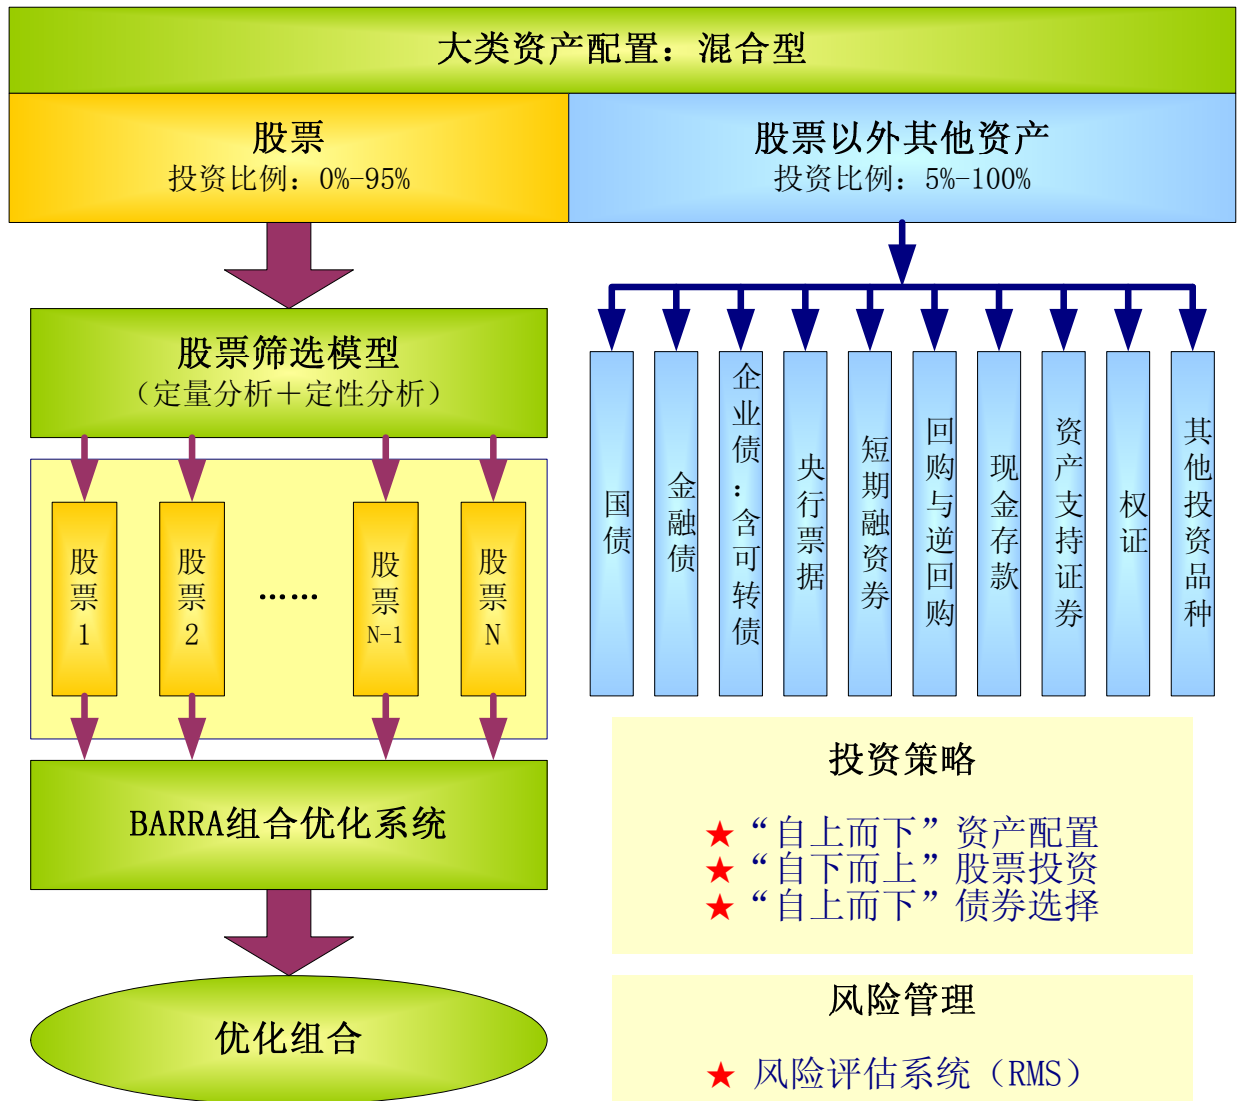 大类资产配置：混合型
股票
投资比例：0%-95%
股票以外其他资产
投资比例：5%-100%
股票筛选模型
（定量分析＋定性分析）
股票1
股票2
……
股票N-1
股票N
BARRA组合优化系统
优化组合
国债
金融债
企业债：含可转债
央行票据
短期融资券
回购与逆回购
现金存款
资产支持证券
权证
其他投资品种
投资策略
★“自上而下”资产配置
★“自下而上”股票投资
★“自上而下”债券选择
风险管理
★ 风险评估系统（RMS）